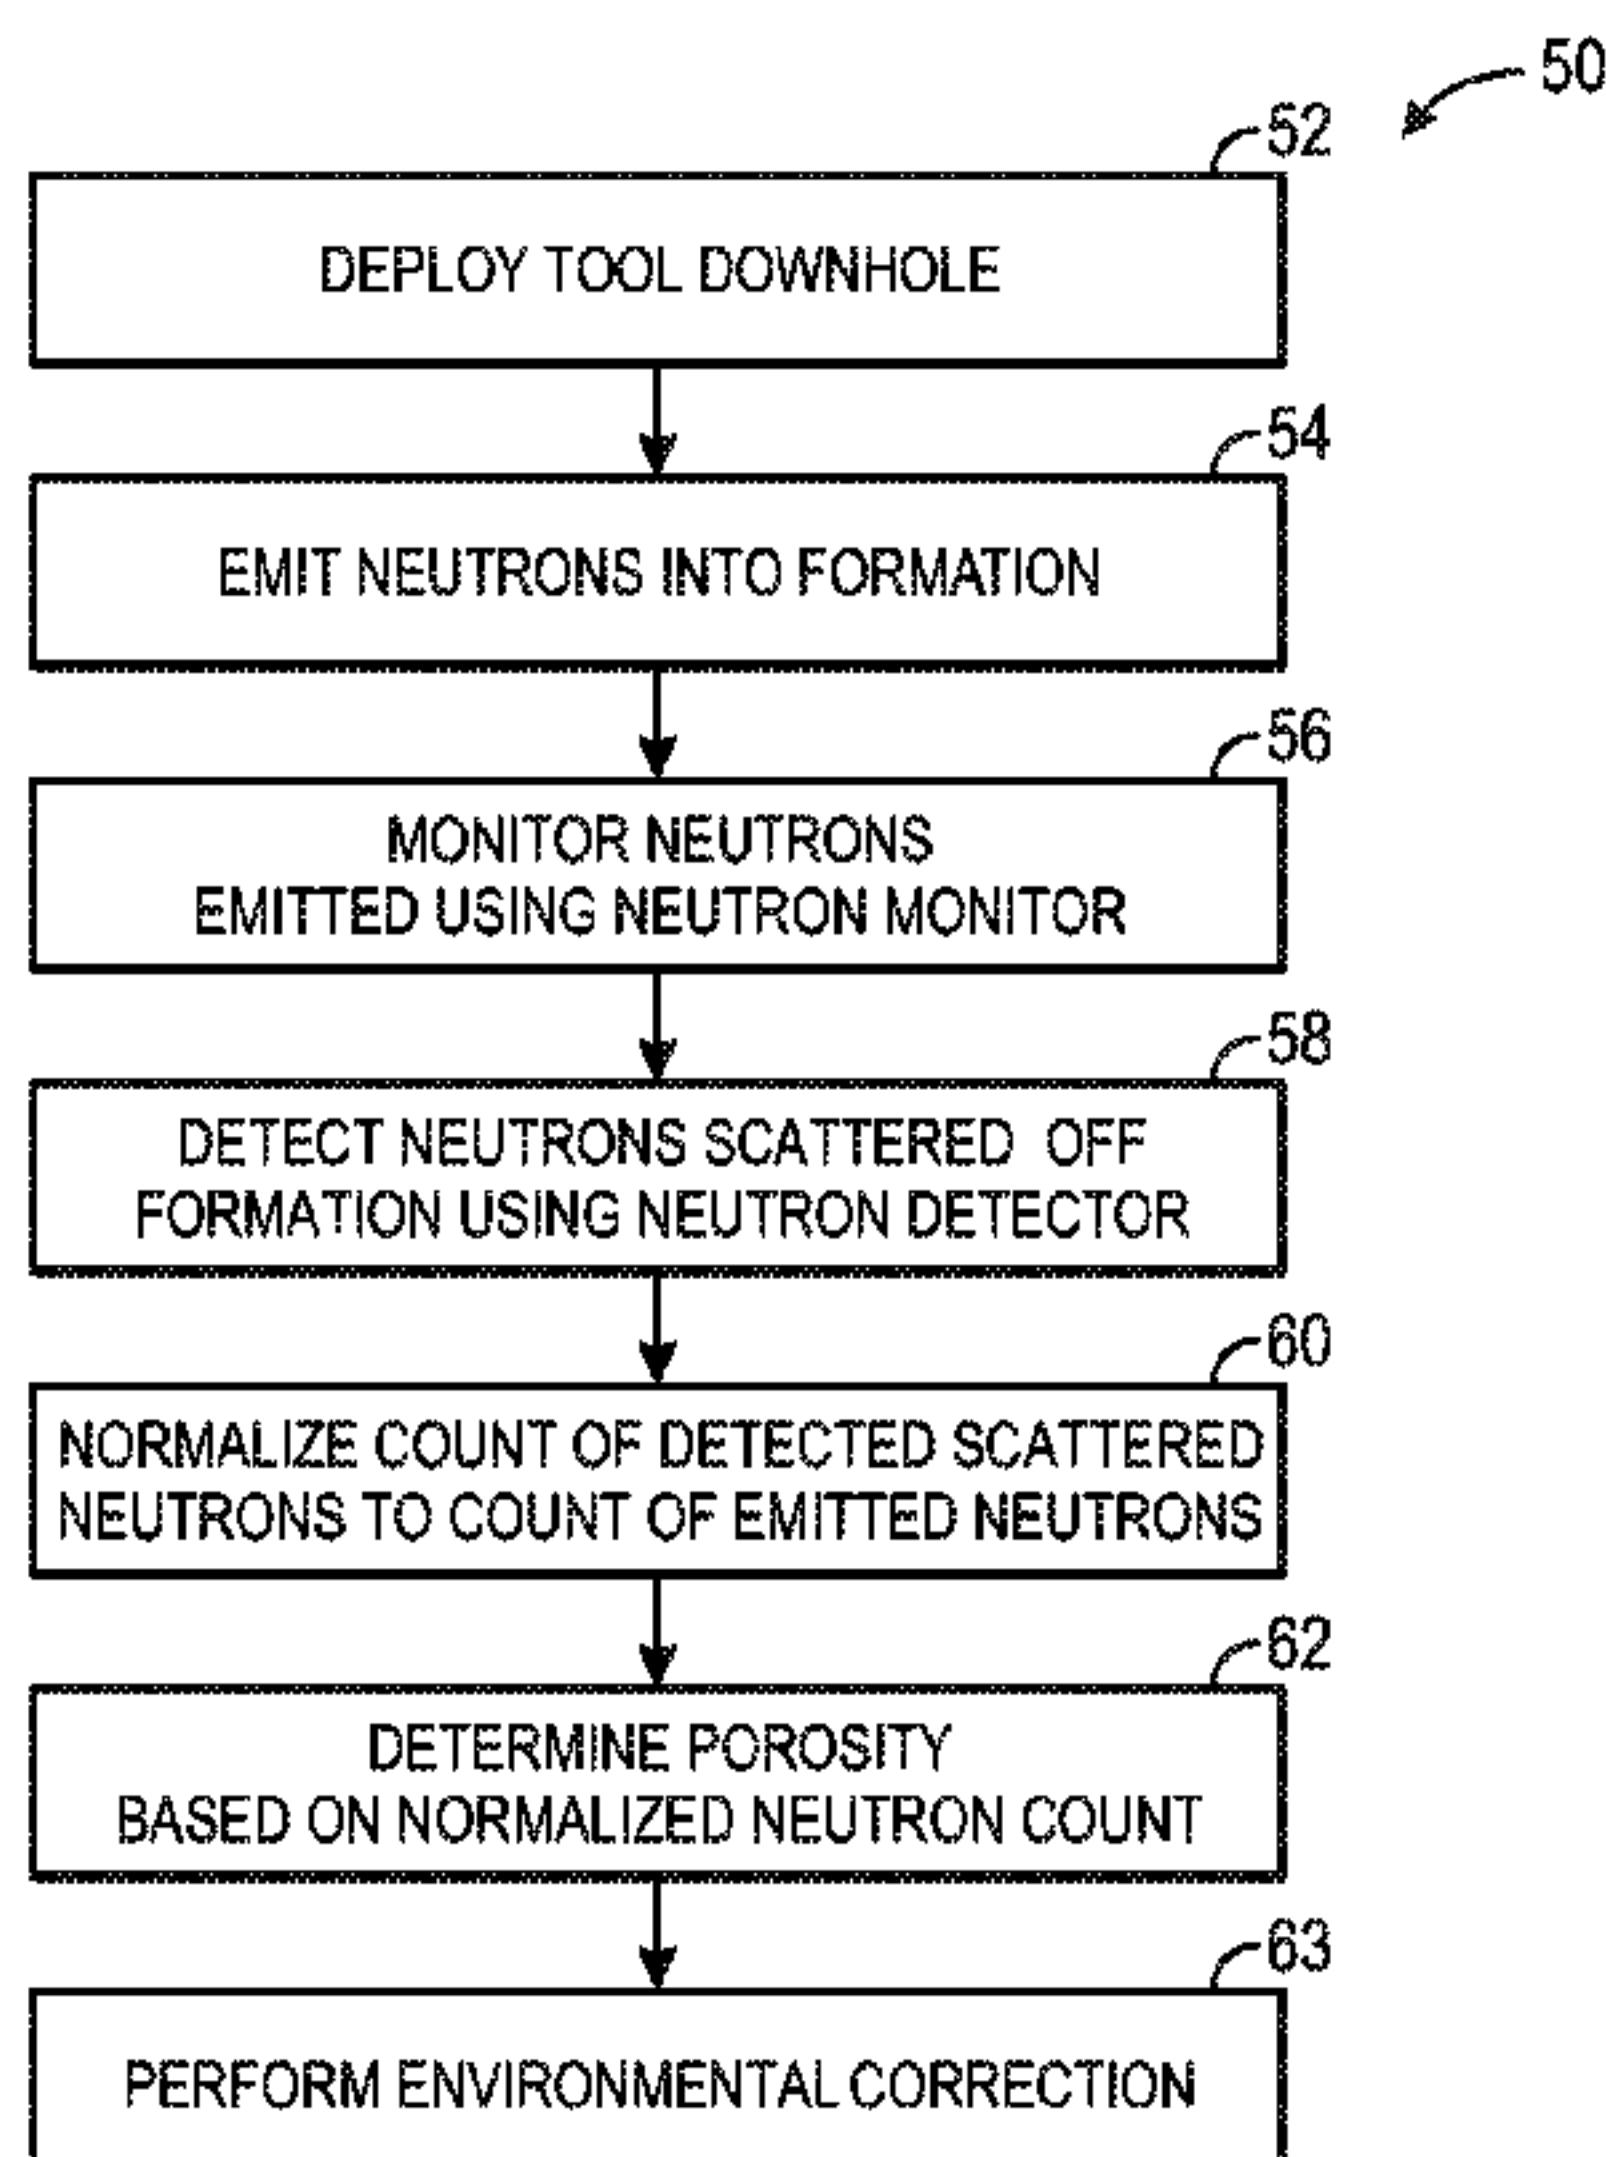 50
52
DEPLOY TOOL DOWNHOLE
54
EMIT NEUTRONS INTO FORMATION
56
MONITOR NEUTRONS
EMITTED USING NEUTRON MONITOR
58
DETECT NEUTRONS SCATTERED OFF
FORMATION USING NEUTRON DETECTOR
60
NORMALIZE COUNT OF DETECTED SCATTERED
NEUTRONS TO COUNT OF EMITTED NEUTRONS
62
DETERMINE POROSITY
BASED ON NORMALIZED NEUTRON COUNT
63
PERFORM ENVIRONMENTAL CORRECTION